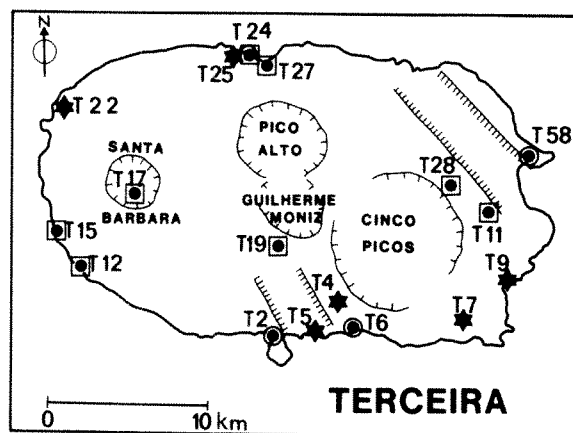 N
T24
T25
T27
T22
PICO
ALTO
T58
SANTA
T28
T17
GUILHERME
MONIZ
BARBARA
CINCO
PICOS
T11
T15
T19
T12
T9
T4
T7
T2
T5
T6
TERCEIRA
0 10 km